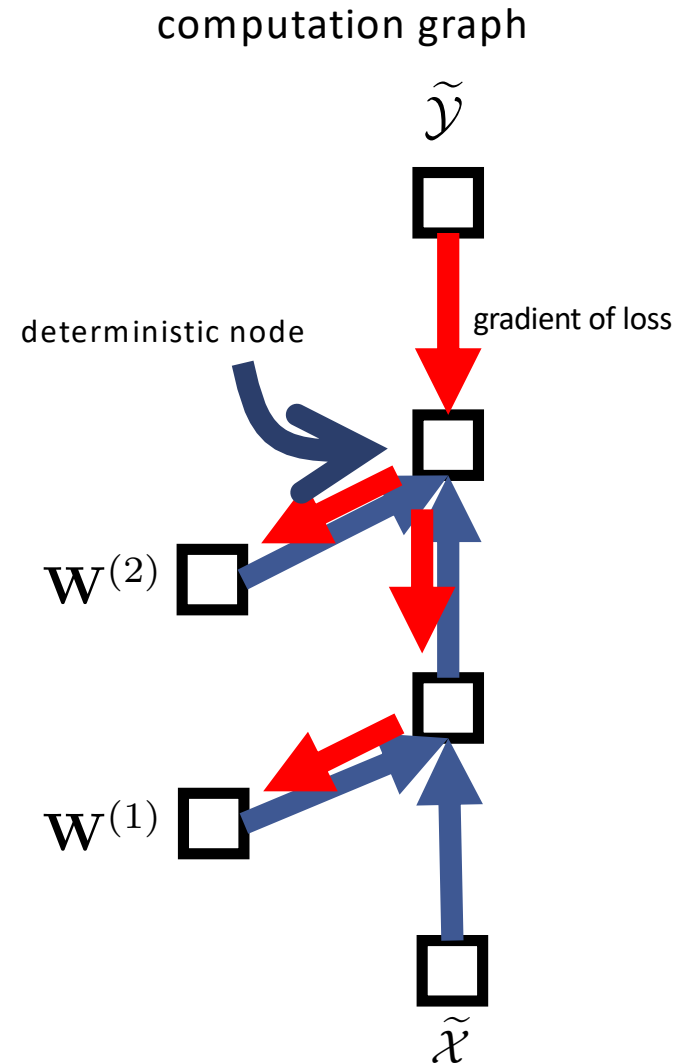 computation graph
𝒴̃
deterministic node
gradient of loss
𝐰⁽²⁾
𝐰⁽¹⁾
𝒳̃